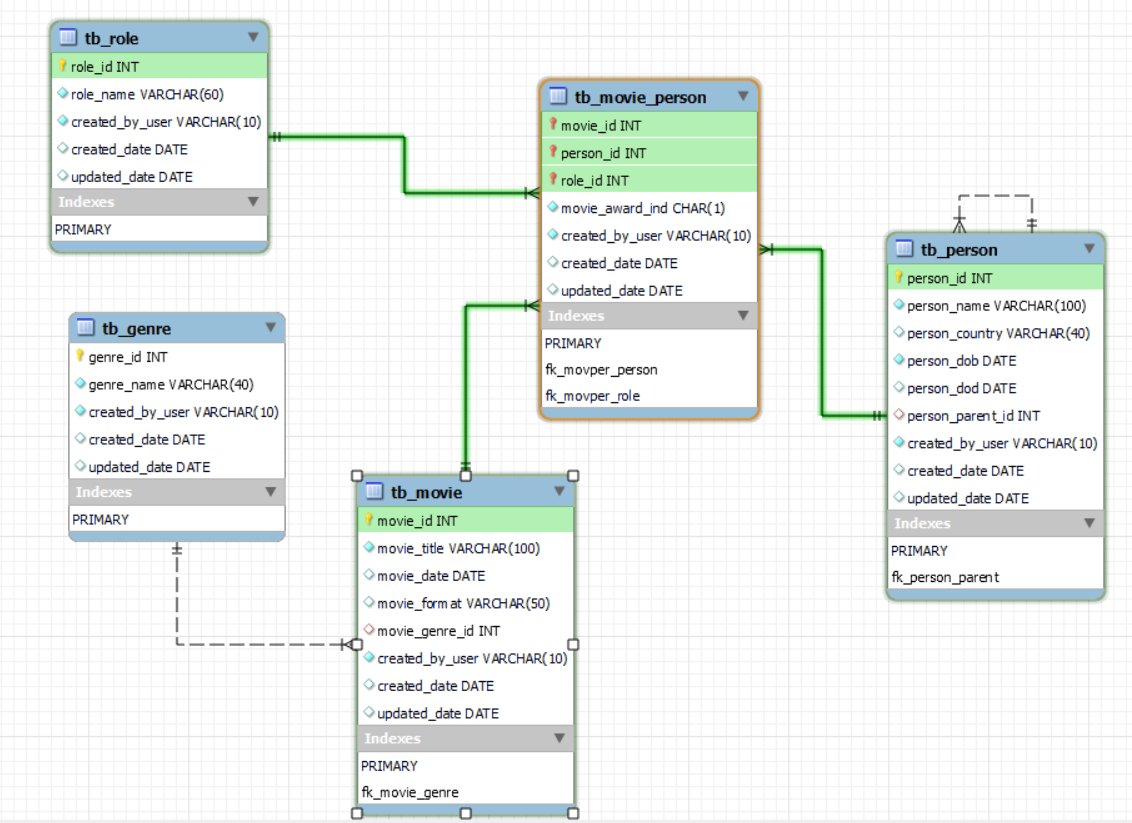 tb_role
role_id INT
role_name VARCHAR(60)
created_by_user VARCHAR(10)
created_date DATE
updated_date DATE
Indexes
PRIMARY
tb_movie_person
movie_id INT
person_id INT
role_id INT
movie_award_ind CHAR(1)
created_by_user VARCHAR(10)
created_date DATE
updated_date DATE
Indexes
PRIMARY
fk_movper_person
fk_movper_role
tb_person
person_id INT
person_name VARCHAR(100)
person_country VARCHAR(40)
person_dob DATE
person_dod DATE
person_parent_id INT
created_by_user VARCHAR(10)
created_date DATE
updated_date DATE
Indexes
PRIMARY
fk_person_parent
tb_genre
genre_id INT
genre_name VARCHAR(40)
created_by_user VARCHAR(10)
created_date DATE
updated_date DATE
Indexes
PRIMARY
tb_movie
movie_id INT
movie_title VARCHAR(100)
movie_date DATE
movie_format VARCHAR(50)
movie_genre_id INT
created_by_user VARCHAR(10)
created_date DATE
updated_date DATE
Indexes
PRIMARY
fk_movie_genre